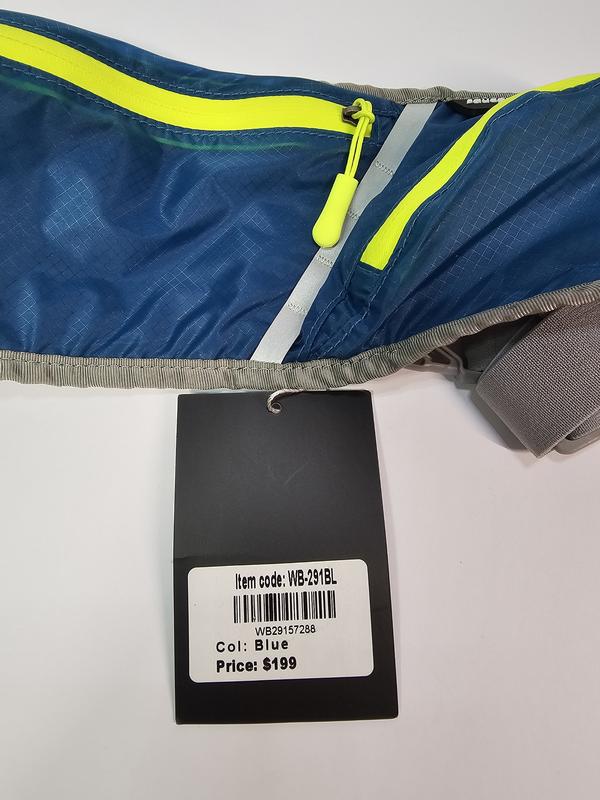 Item code: WB-291BL
WB29157288
Col: Blue
Price: $199